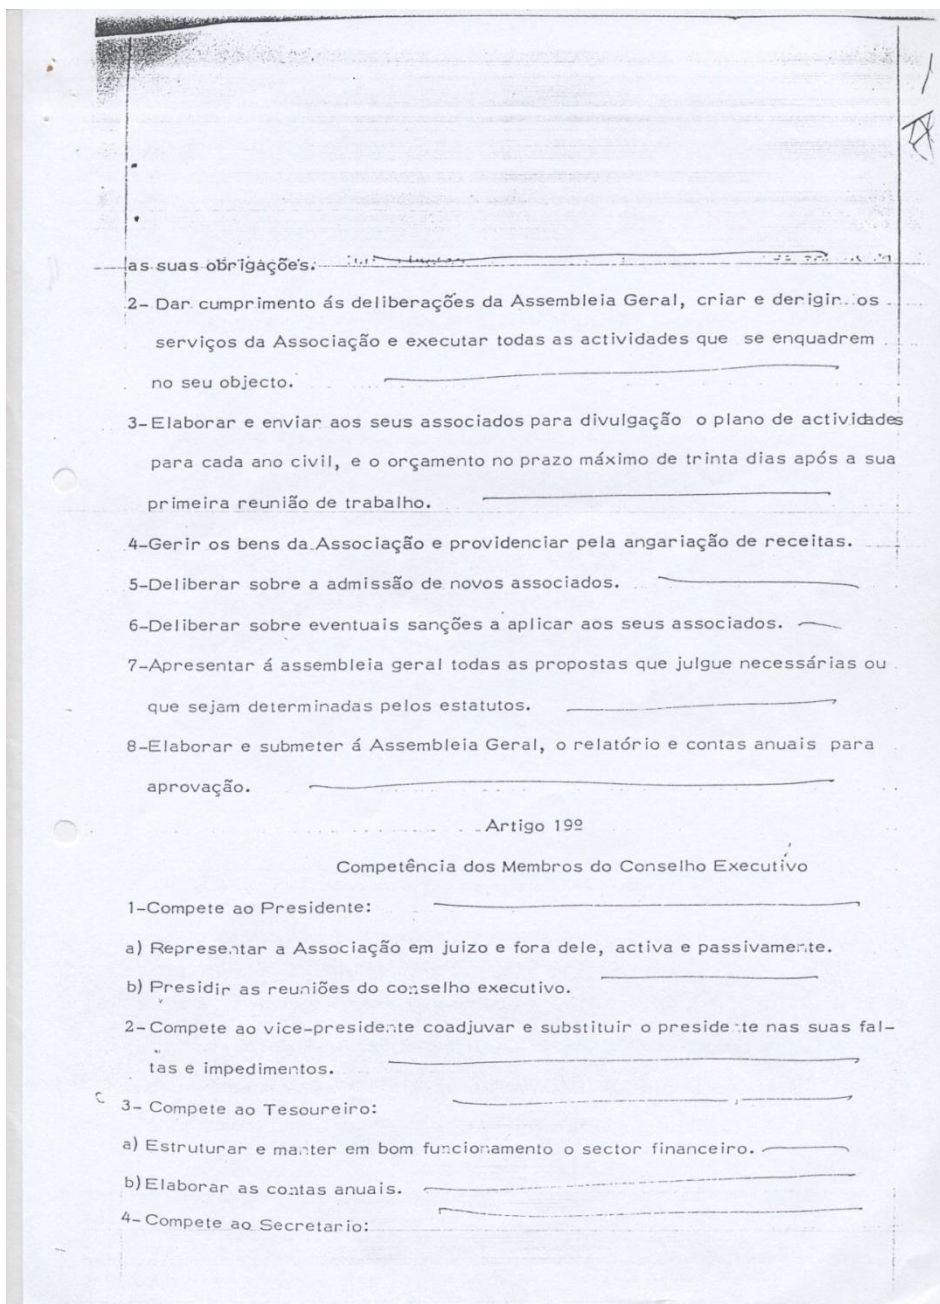 as suas obrigações.
2- Dar cumprimento ás deliberações da Assembleia Geral, criar e derigir os
serviços da Associação e executar todas as actividades que se enquadrem
no seu objecto.
3- Elaborar e enviar aos seus associados para divulgação o plano de actividades
para cada ano civil, e o orçamento no prazo máximo de trinta dias após a sua
primeira reunião de trabalho.
4-Gerir os bens da Associação e providenciar pela angariação de receitas.
5-Deliberar sobre a admissão de novos associados.
6-Deliberar sobre eventuais sanções a aplicar aos seus associados.
7-Apresentar á assembleia geral todas as propostas que julgue necessárias ou
que sejam determinadas pelos estatutos.
8-Elaborar e submeter á Assembleia Geral, o relatório e contas anuais para
aprovação.
Artigo 19º
Competência dos Membros do Conselho Executivo
1-Compete ao Presidente:
a) Representar a Associação em juizo e fora dele, activa e passivamente.
b) Presidir as reuniões do conselho executivo.
2-Compete ao vice-presidente coadjuvar e substituir o presidente nas suas fal-
tas e impedimentos.
3- Compete ao Tesoureiro:
a) Estruturar e manter em bom funcionamento o sector financeiro.
b) Elaborar as contas anuais.
4- Compete ao Secretario: